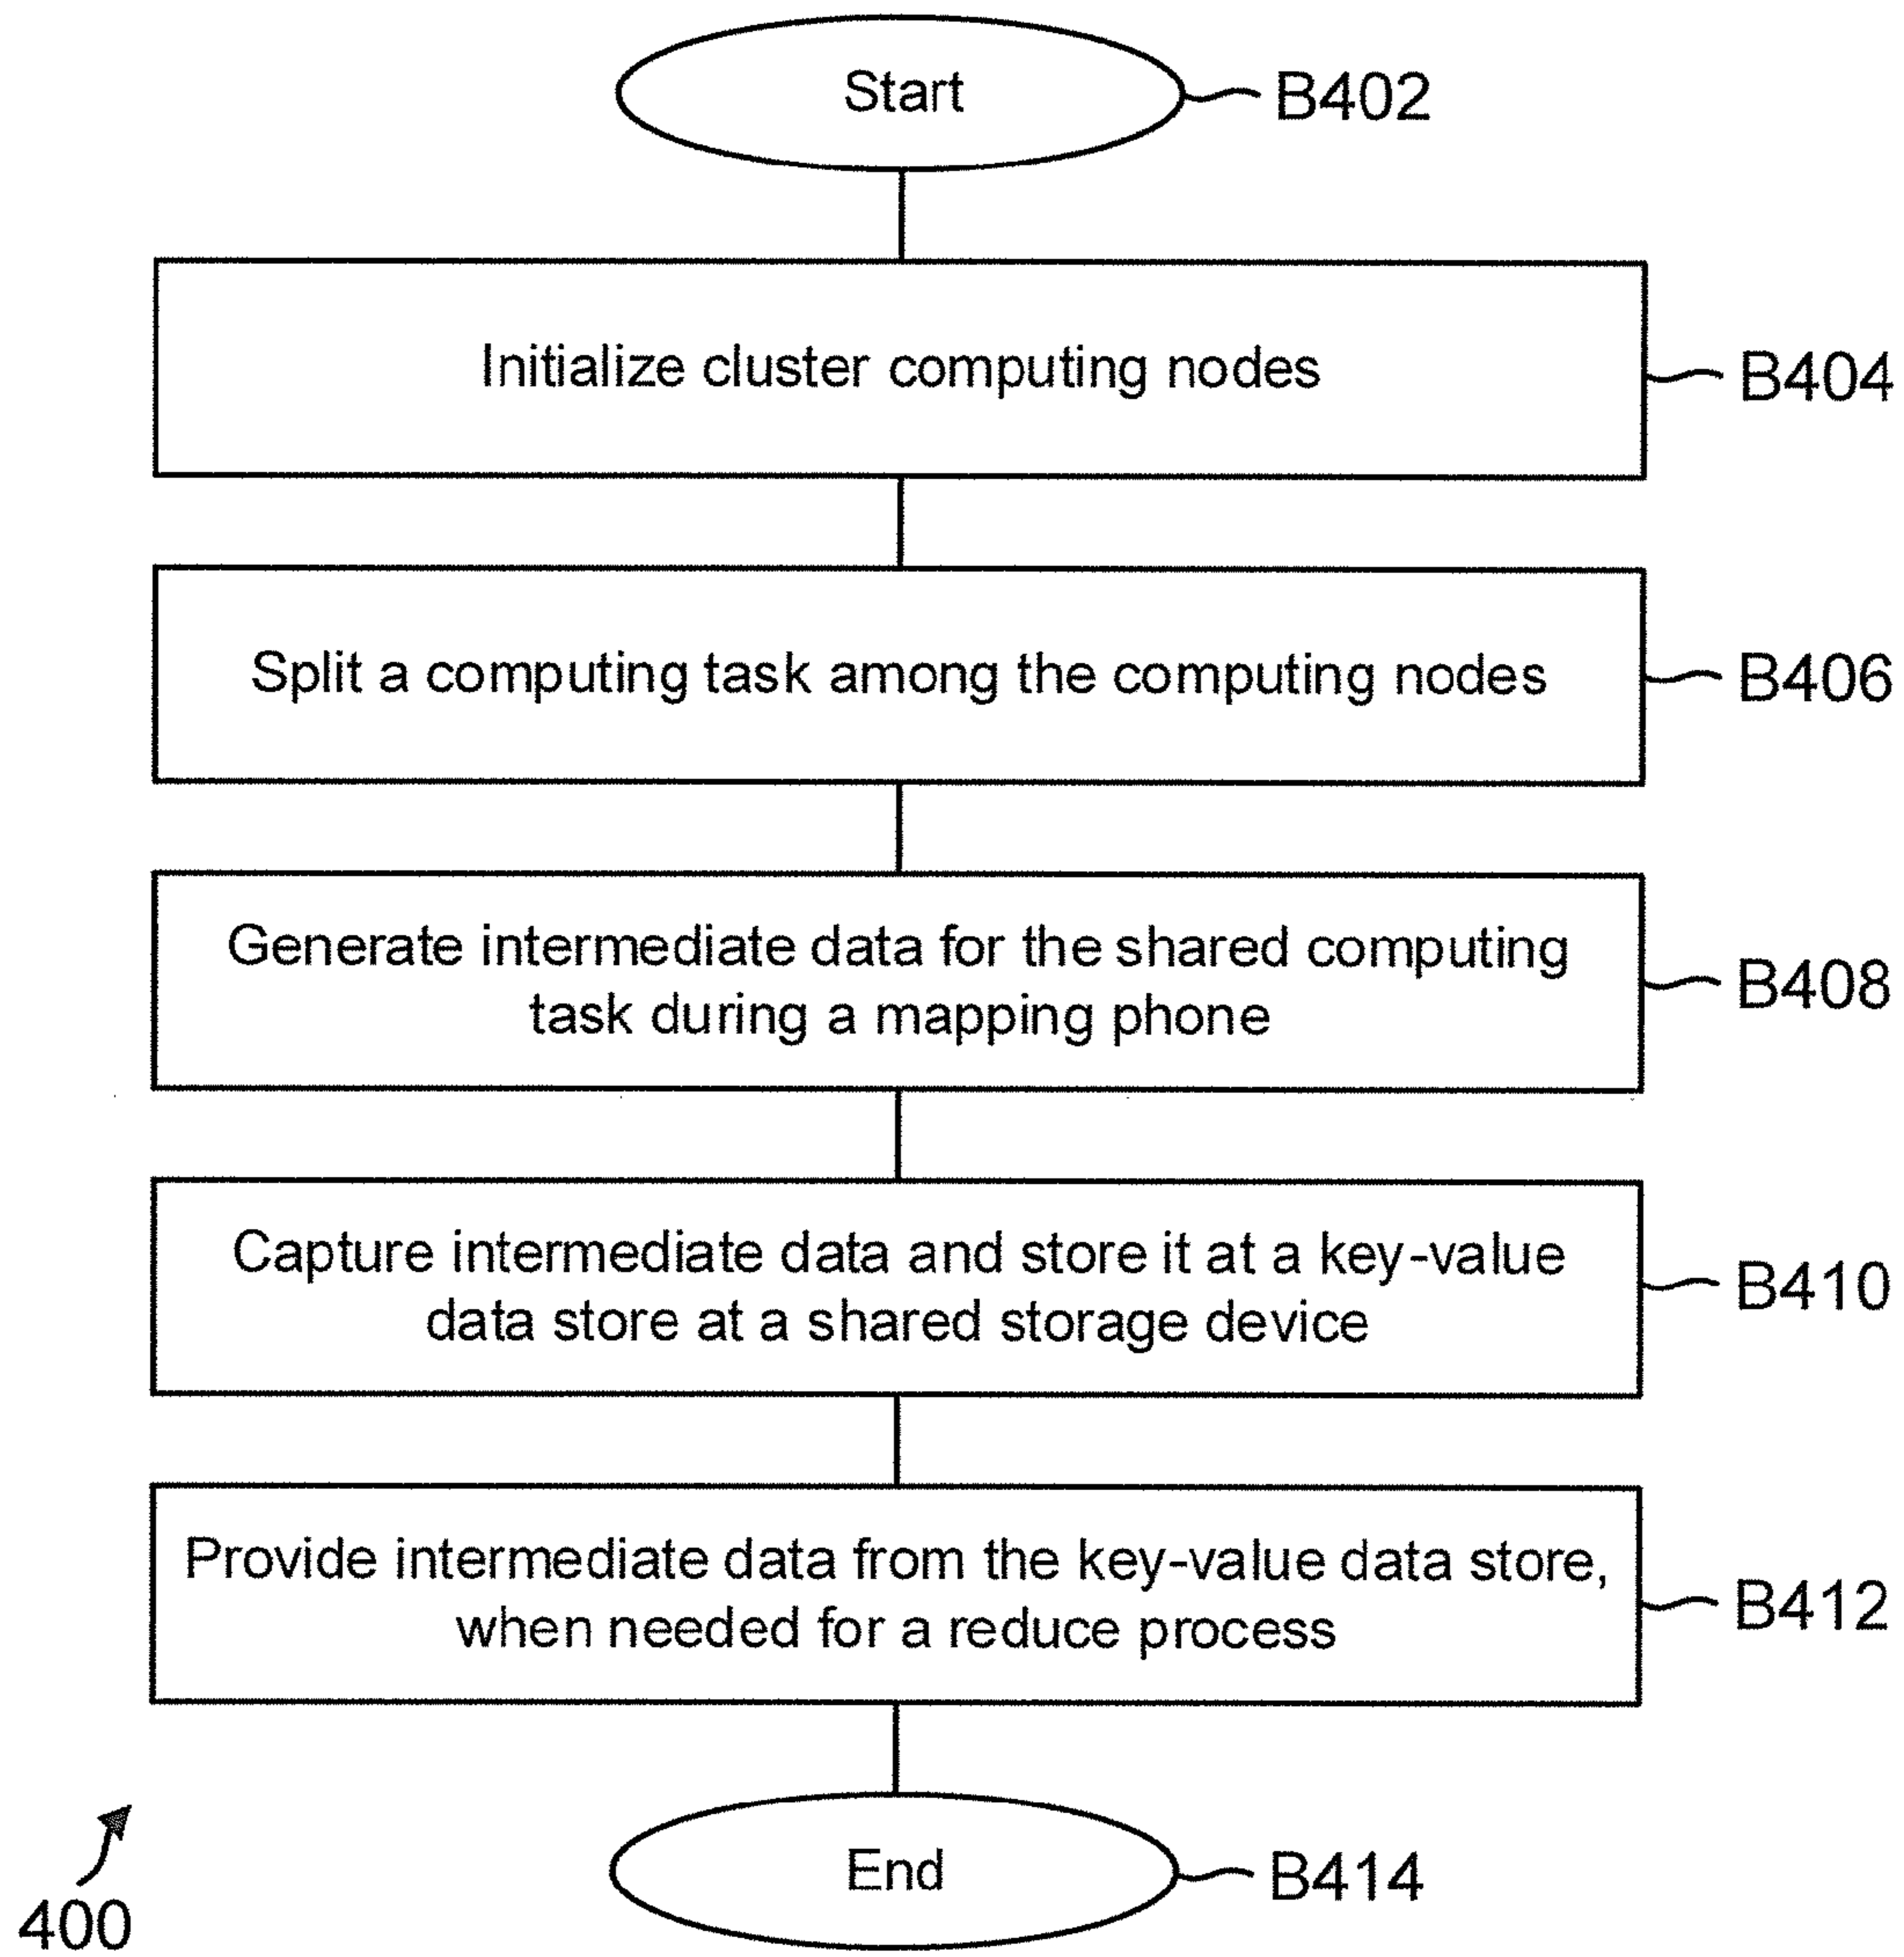 Start
B402
Initialize cluster computing nodes
B404
Split a computing task among the computing nodes
B406
Generate intermediate data for the shared computing
task during a mapping phone
B408
Capture intermediate data and store it at a key-value
data store at a shared storage device
B410
Provide intermediate data from the key-value data store,
when needed for a reduce process
B412
End
B414
400